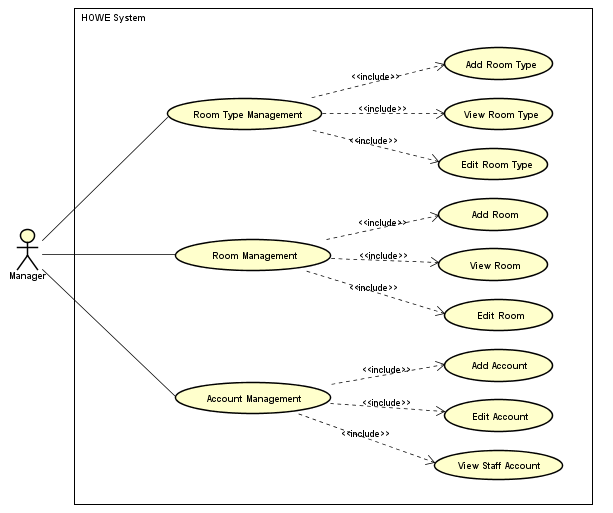 HOWE System
Add Room Type
<<include>>
Room Type Management
<<include>>
View Room Type
<<include>>
Edit Room Type
Manager
<<include>>
Add Room
Room Management
<<include>>
View Room
<<include>>
Edit Room
<<include>>
Add Account
Account Management
<<include>>
Edit Account
<<include>>
View Staff Account